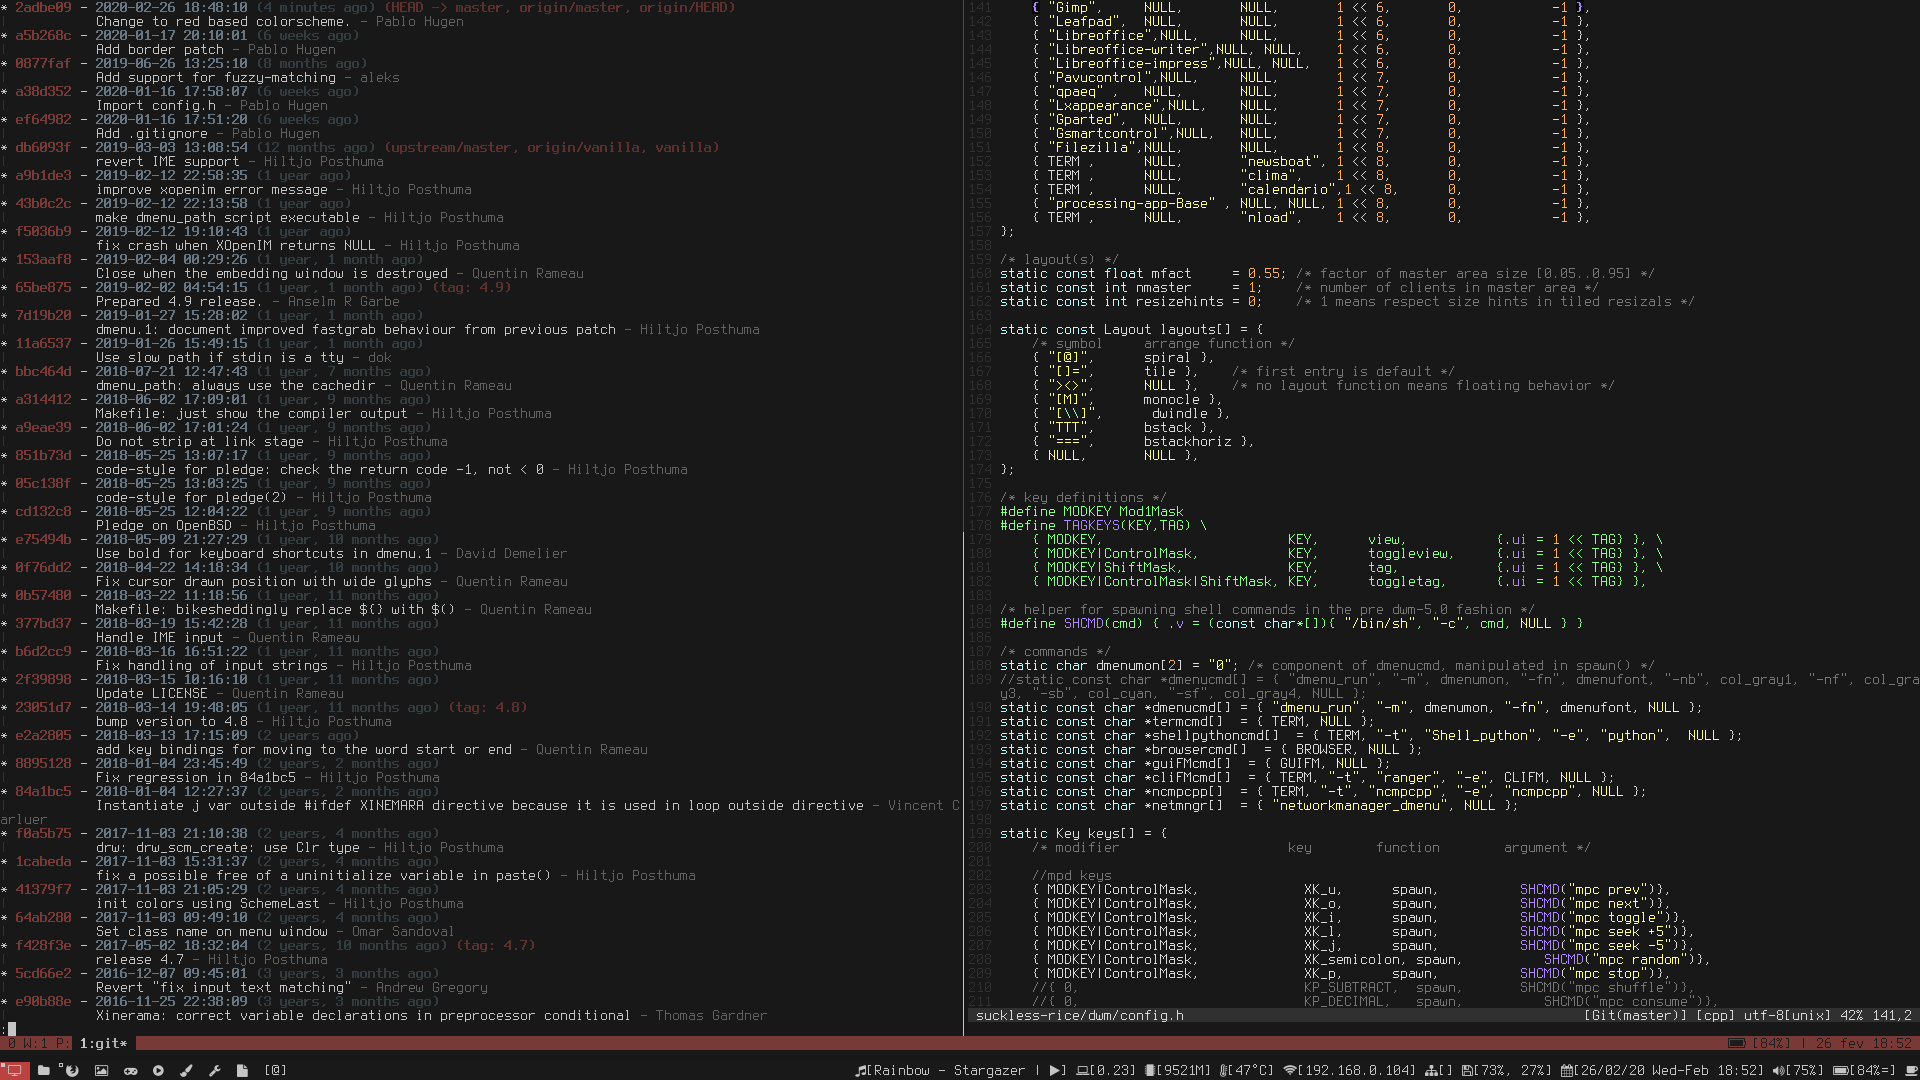 * 2adbe09 - 2020-02-26 18:48:10 (4 minutes ago) (HEAD -> master, origin/master, origin/HEAD)
Change to red based colorscheme. - Pablo Hugen
* a5b268c - 2020-01-17 20:10:01 (6 weeks ago)
Add border patch - Pablo Hugen
* 0877faf - 2019-06-26 13:25:10 (8 months ago)
Add support for fuzzy-matching - aleks
* a38d352 - 2020-01-16 17:58:07 (6 weeks ago)
Import config.h - Pablo Hugen
* ef64982 - 2020-01-16 17:51:20 (6 weeks ago)
Add .gitignore - Pablo Hugen
* db6093f - 2019-03-03 13:08:54 (12 months ago) (upstream/master, origin/vanilla, vanilla)
revert IME support - Hiltjo Posthuma
* a9b1de3 - 2019-02-12 22:58:35 (1 year ago)
improve xopenim error message - Hiltjo Posthuma
* 43b0c2c - 2019-02-12 22:13:58 (1 year ago)
make dmenu_path script executable - Hiltjo Posthuma
* f5036b9 - 2019-02-12 19:10:43 (1 year ago)
fix crash when XOpenIM returns NULL - Hiltjo Posthuma
* 153aaf8 - 2019-02-04 00:29:26 (1 year, 1 month ago)
Close when the embedding window is destroyed - Quentin Rameau
* 65be875 - 2019-02-02 04:54:15 (1 year, 1 month ago) (tag: 4.9)
Prepared 4.9 release. - Anselm R Garbe
* 7d19b20 - 2019-01-27 15:28:02 (1 year, 1 month ago)
dmenu.1: document improved fastgrab behaviour from previous patch - Hiltjo Posthuma
* 11a6537 - 2019-01-26 15:49:15 (1 year, 1 month ago)
Use slow path if stdin is a tty - dok
* bbc464d - 2018-07-21 12:47:43 (1 year, 7 months ago)
dmenu_path: always use the cachedir - Quentin Rameau
* a314412 - 2018-06-02 17:09:01 (1 year, 9 months ago)
Makefile: just show the compiler output - Hiltjo Posthuma
* a9eae39 - 2018-06-02 17:01:24 (1 year, 9 months ago)
Do not strip at link stage - Hiltjo Posthuma
* 851b73d - 2018-05-25 13:07:17 (1 year, 9 months ago)
code-style for pledge: check the return code -1, not < 0 - Hiltjo Posthuma
* 05c138f - 2018-05-25 13:03:25 (1 year, 9 months ago)
code-style for pledge(2) - Hiltjo Posthuma
* cd132c8 - 2018-05-25 12:04:22 (1 year, 9 months ago)
Pledge on OpenBSD - Hiltjo Posthuma
* e75494b - 2018-05-09 21:27:29 (1 year, 10 months ago)
Use bold for keyboard shortcuts in dmenu.1 - David Demelier
* 0f76dd2 - 2018-04-22 14:18:34 (1 year, 10 months ago)
Fix cursor drawn position with wide glyphs - Quentin Rameau
* 0b57480 - 2018-03-22 11:18:56 (1 year, 11 months ago)
Makefile: bikesheddingly replace ${} with $() - Quentin Rameau
* 377bd37 - 2018-03-19 15:42:28 (1 year, 11 months ago)
Handle IME input - Quentin Rameau
* b6d2cc9 - 2018-03-16 16:51:22 (1 year, 11 months ago)
Fix handling of input strings - Hiltjo Posthuma
* 2f39898 - 2018-03-15 10:16:10 (1 year, 11 months ago)
Update LICENSE - Quentin Rameau
* 23051d7 - 2018-03-14 19:48:05 (1 year, 11 months ago) (tag: 4.8)
bump version to 4.8 - Hiltjo Posthuma
* e2a2805 - 2018-03-13 17:15:09 (2 years ago)
add key bindings for moving to the word start or end - Quentin Rameau
* 8895128 - 2018-01-04 23:45:49 (2 years, 2 months ago)
Fix regression in 84a1bc5 - Hiltjo Posthuma
* 84a1bc5 - 2018-01-04 12:27:37 (2 years, 2 months ago)
Instantiate j var outside #ifdef XINEMARA directive because it is used in loop outside directive - Vincent C
arluer
* f0a5b75 - 2017-11-03 21:10:38 (2 years, 4 months ago)
drw: drw_scm_create: use Clr type - Hiltjo Posthuma
* 1cabeda - 2017-11-03 15:31:37 (2 years, 4 months ago)
fix a possible free of a uninitialize variable in paste() - Hiltjo Posthuma
* 41379f7 - 2017-11-03 21:05:29 (2 years, 4 months ago)
init colors using SchemeLast - Hiltjo Posthuma
* 64ab280 - 2017-11-03 09:49:10 (2 years, 4 months ago)
Set class name on menu window - Omar Sandoval
* f428f3e - 2017-05-02 18:32:04 (2 years, 10 months ago) (tag: 4.7)
release 4.7 - Hiltjo Posthuma
* 5cd66e2 - 2016-12-07 09:45:01 (3 years, 3 months ago)
Revert "fix input text matching" - Andrew Gregory
* e90b88e - 2016-11-25 22:38:09 (3 years, 3 months ago)
Xinerama: correct variable declarations in preprocessor conditional - Thomas Gardner
:
141 { "Gimp", NULL, NULL, 1 << 6, 0, -1 },
142 { "Leafpad", NULL, NULL, 1 << 6, 0, -1 },
143 { "Libreoffice",NULL, NULL, 1 << 6, 0, -1 },
144 { "Libreoffice-writer",NULL, NULL, 1 << 6, 0, -1 },
145 { "Libreoffice-impress",NULL, NULL, 1 << 6, 0, -1 },
146 { "Pavucontrol",NULL, NULL, 1 << 7, 0, -1 },
147 { "qpaeq" , NULL, NULL, 1 << 7, 0, -1 },
148 { "Lxappearance",NULL, NULL, 1 << 7, 0, -1 },
149 { "Gparted", NULL, NULL, 1 << 7, 0, -1 },
150 { "Gsmartcontrol",NULL, NULL, 1 << 7, 0, -1 },
151 { "Filezilla",NULL, NULL, 1 << 8, 0, -1 },
152 { TERM , NULL, "newsboat", 1 << 8, 0, -1 },
153 { TERM , NULL, "clima", 1 << 8, 0, -1 },
154 { TERM , NULL, "calendario",1 << 8, 0, -1 },
155 { "processing-app-Base" , NULL, NULL, 1 << 8, 0, -1 },
156 { TERM , NULL, "nload", 1 << 8, 0, -1 },
157 };
158
159 /* layout(s) */
160 static const float mfact = 0.55; /* factor of master area size [0.05..0.95] */
161 static const int nmaster = 1; /* number of clients in master area */
162 static const int resizehints = 0; /* 1 means respect size hints in tiled resizals */
163
164 static const Layout layouts[] = {
165 /* symbol arrange function */
166 { "[@]", spiral },
167 { "[]=", tile }, /* first entry is default */
168 { "><>", NULL }, /* no layout function means floating behavior */
169 { "[M]", monocle },
170 { "[\\]", dwindle },
171 { "TTT", bstack },
172 { "===", bstackhoriz },
173 { NULL, NULL },
174 };
175
176 /* key definitions */
177 #define MODKEY Mod1Mask
178 #define TAGKEYS(KEY,TAG) \
179 { MODKEY, KEY, view, {.ui = 1 << TAG} }, \
180 { MODKEY|ControlMask, KEY, toggleview, {.ui = 1 << TAG} }, \
181 { MODKEY|ShiftMask, KEY, tag, {.ui = 1 << TAG} }, \
182 { MODKEY|ControlMask|ShiftMask, KEY, toggletag, {.ui = 1 << TAG} },
183
184 /* helper for spawning shell commands in the pre dwm-5.0 fashion */
185 #define SHCMD(cmd) { .v = (const char*[]){ "/bin/sh", "-c", cmd, NULL } }
186
187 /* commands */
188 static char dmenumon[2] = "0"; /* component of dmenucmd, manipulated in spawn() */
189 //static const char *dmenucmd[] = { "dmenu_run", "-m", dmenumon, "-fn", dmenufont, "-nb", col_gray1, "-nf", col_gra
y3, "-sb", col_cyan, "-sf", col_gray4, NULL };
190 static const char *dmenucmd[] = { "dmenu_run", "-m", dmenumon, "-fn", dmenufont, NULL };
191 static const char *termcmd[] = { TERM, NULL };
192 static const char *shellpythoncmd[] = { TERM, "-t", "Shell_python", "-e", "python", NULL };
193 static const char *browsercmd[] = { BROWSER, NULL };
194 static const char *guiFMcmd[] = { GUIFM, NULL };
195 static const char *cliFMcmd[] = { TERM, "-t", "ranger", "-e", CLIFM, NULL };
196 static const char *ncmpcpp[] = { TERM, "-t", "ncmpcpp", "-e", "ncmpcpp", NULL };
197 static const char *netmngr[] = { "networkmanager_dmenu", NULL };
198
199 static Key keys[] = {
200 /* modifier key function argument */
201
202 //mpd keys
203 { MODKEY|ControlMask, XK_u, spawn, SHCMD("mpc prev")},
204 { MODKEY|ControlMask, XK_o, spawn, SHCMD("mpc next")},
205 { MODKEY|ControlMask, XK_i, spawn, SHCMD("mpc toggle")},
206 { MODKEY|ControlMask, XK_l, spawn, SHCMD("mpc seek +5")},
207 { MODKEY|ControlMask, XK_j, spawn, SHCMD("mpc seek -5")},
208 { MODKEY|ControlMask, XK_semicolon, spawn, SHCMD("mpc random")},
209 { MODKEY|ControlMask, XK_p, spawn, SHCMD("mpc stop")},
210 //{ 0, KP_SUBTRACT, spawn, SHCMD("mpc shuffle")},
211 //{ 0, KP_DECIMAL, spawn, SHCMD("mpc consume")},
suckless-rice/dwm/config.h [Git(master)] [cpp] utf-8[unix] 42% 141,2
0 W:1 P: 1:git* [84%] | 26 fev 18:52
[@] [Rainbow - Stargazer | ▶] [0.23] [9521M] [47°C] [192.168.0.104] [] [73%, 27%] [26/02/20 Wed-Feb 18:52] [75%] [84%=]